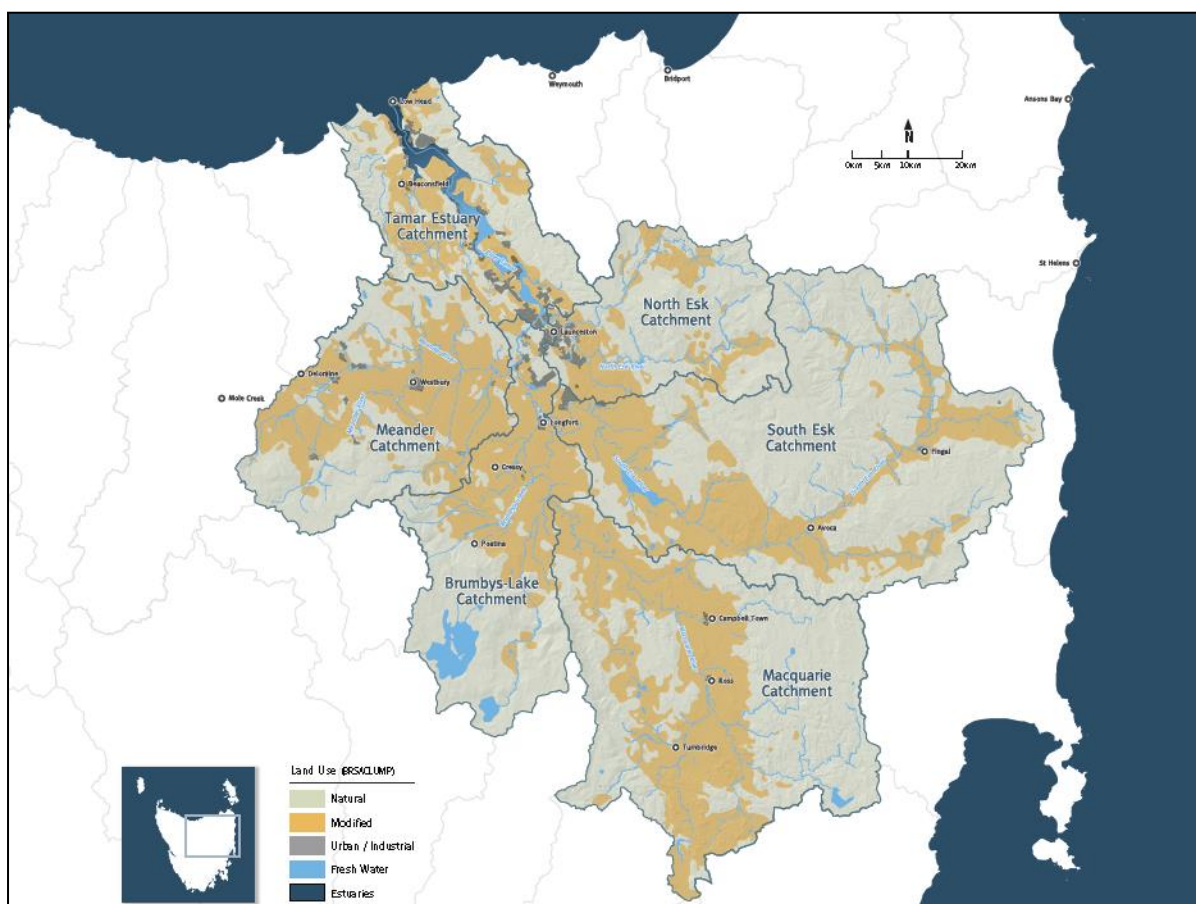 Weymouth
Bridport
Low Head
Ansons Bay
N
0KM 5KM 10KM 20KM
Beaconsfield
Tamar Estuary
Catchment
St Helens
North Esk
Catchment
Launceston
Deloraine
Westbury
Mole Creek
Meander
Catchment
Longford
South Esk
Catchment
Fingal
Cressy
Avoca
Poatina
Brumbys-Lake
Catchment
Campbell Town
Ross
Macquarie
Catchment
Tunbridge
Land Use (BRSACLUMP)
Natural
Modified
Urban / Industrial
Fresh Water
Estuaries